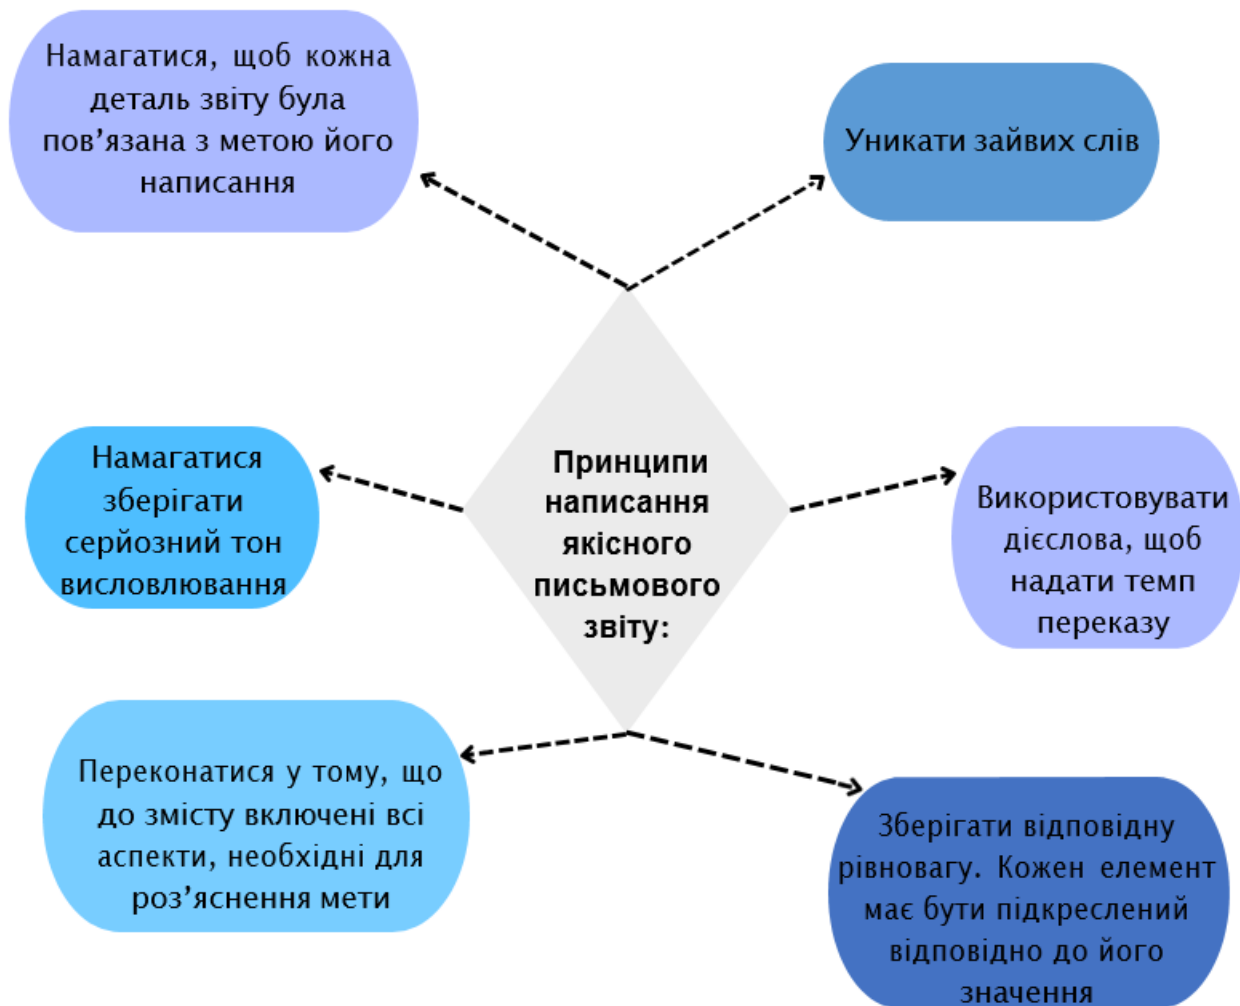 Намагатися, щоб кожна
деталь звіту була
пов’язана з метою його
написання
Уникати зайвих слів
Намагатися
зберігати
серйозний тон
висловлювання
Принципи
написання
якісного
письмового
звіту:
Використовувати
дієслова, щоб
надати темп
переказу
Переконатися у тому, що
до змісту включені всі
аспекти, необхідні для
роз’яснення мети
Зберігати відповідну
рівновагу. Кожен елемент
має бути підкреслений
відповідно до його
значення